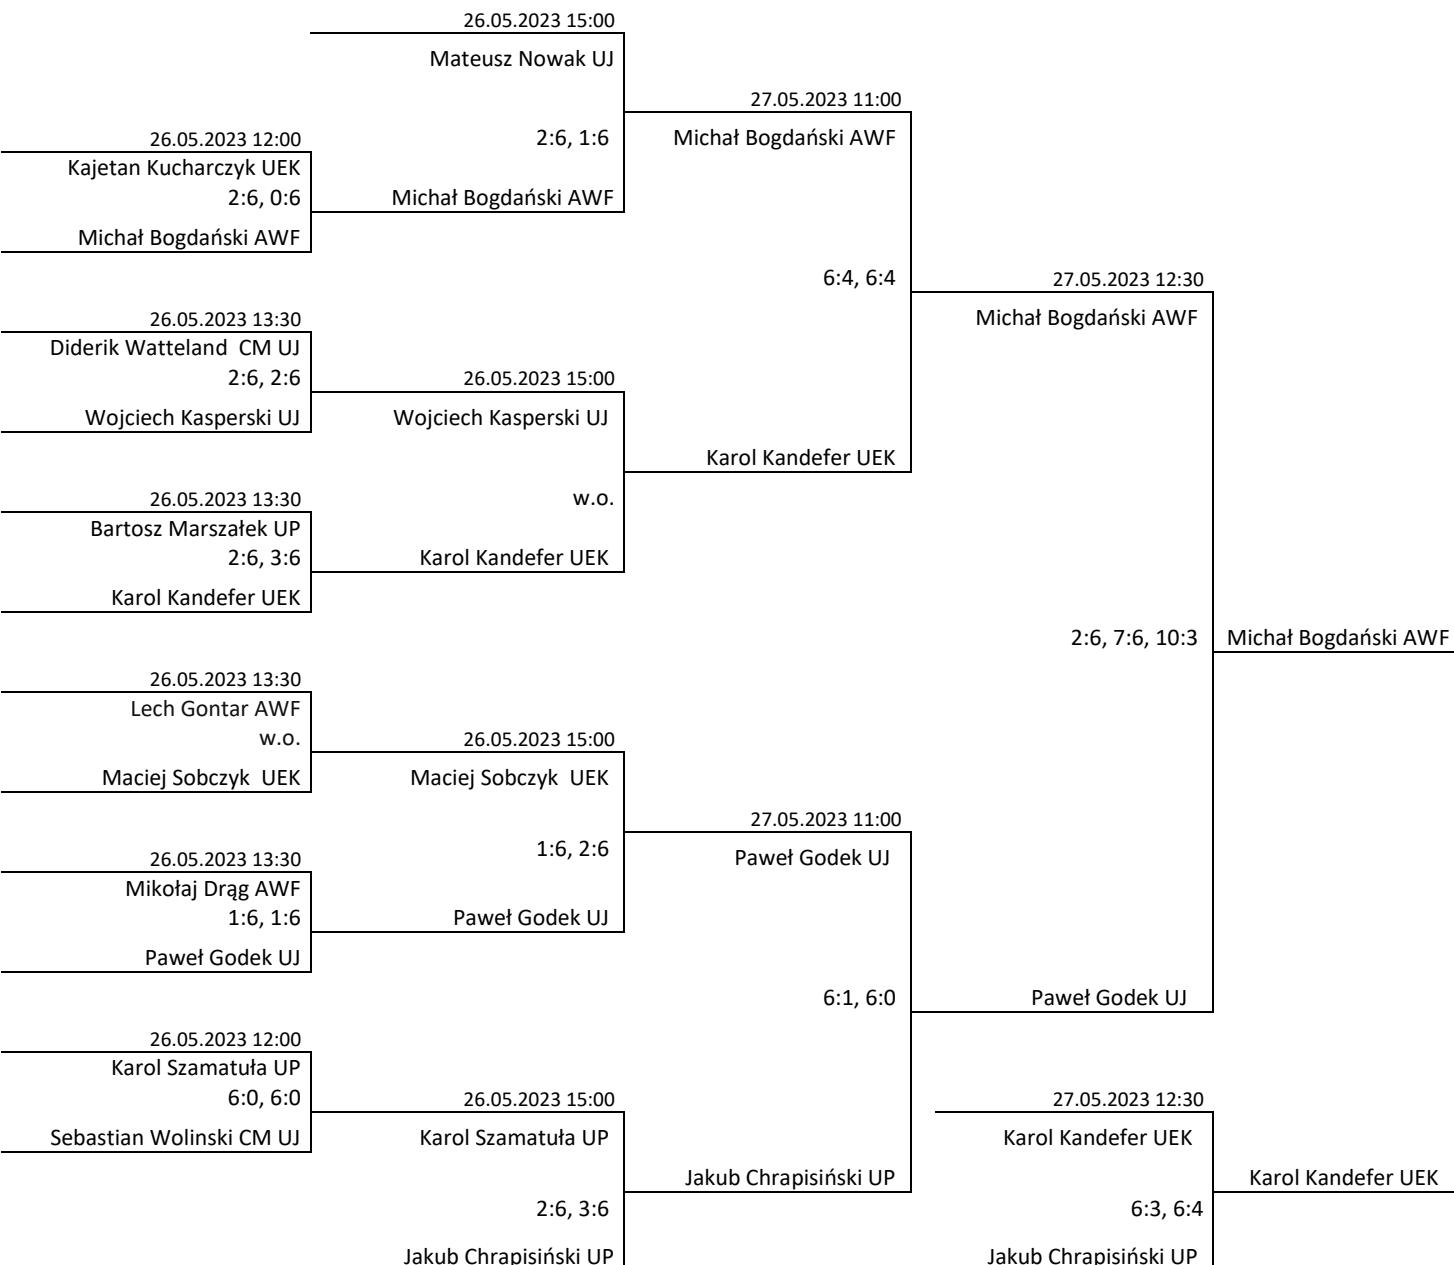 26.05.2023 15:00
Mateusz Nowak UJ
27.05.2023 11:00
26.05.2023 12:00
2:6, 1:6
Michał Bogdański AWF
Kajetan Kucharczyk UEK
2:6, 0:6
Michał Bogdański AWF
Michał Bogdański AWF
6:4, 6:4
27.05.2023 12:30
26.05.2023 13:30
Michał Bogdański AWF
Diderik Watteland  CM UJ
2:6, 2:6
26.05.2023 15:00
Wojciech Kasperski UJ
Wojciech Kasperski UJ
Karol Kandefer UEK
26.05.2023 13:30
w.o.
Bartosz Marszałek UP
2:6, 3:6
Karol Kandefer UEK
Karol Kandefer UEK
2:6, 7:6, 10:3
Michał Bogdański AWF
26.05.2023 13:30
Lech Gontar AWF
w.o.
26.05.2023 15:00
Maciej Sobczyk  UEK
Maciej Sobczyk  UEK
27.05.2023 11:00
26.05.2023 13:30
1:6, 2:6
Paweł Godek UJ
Mikołaj Drąg AWF
1:6, 1:6
Paweł Godek UJ
Paweł Godek UJ
6:1, 6:0
Paweł Godek UJ
26.05.2023 12:00
Karol Szamatuła UP
6:0, 6:0
26.05.2023 15:00
27.05.2023 12:30
Sebastian Wolinski CM UJ
Karol Szamatuła UP
Karol Kandefer UEK
Jakub Chrapisiński UP
Karol Kandefer UEK
2:6, 3:6
6:3, 6:4
Jakub Chrapisiński UP
Jakub Chrapisiński UP